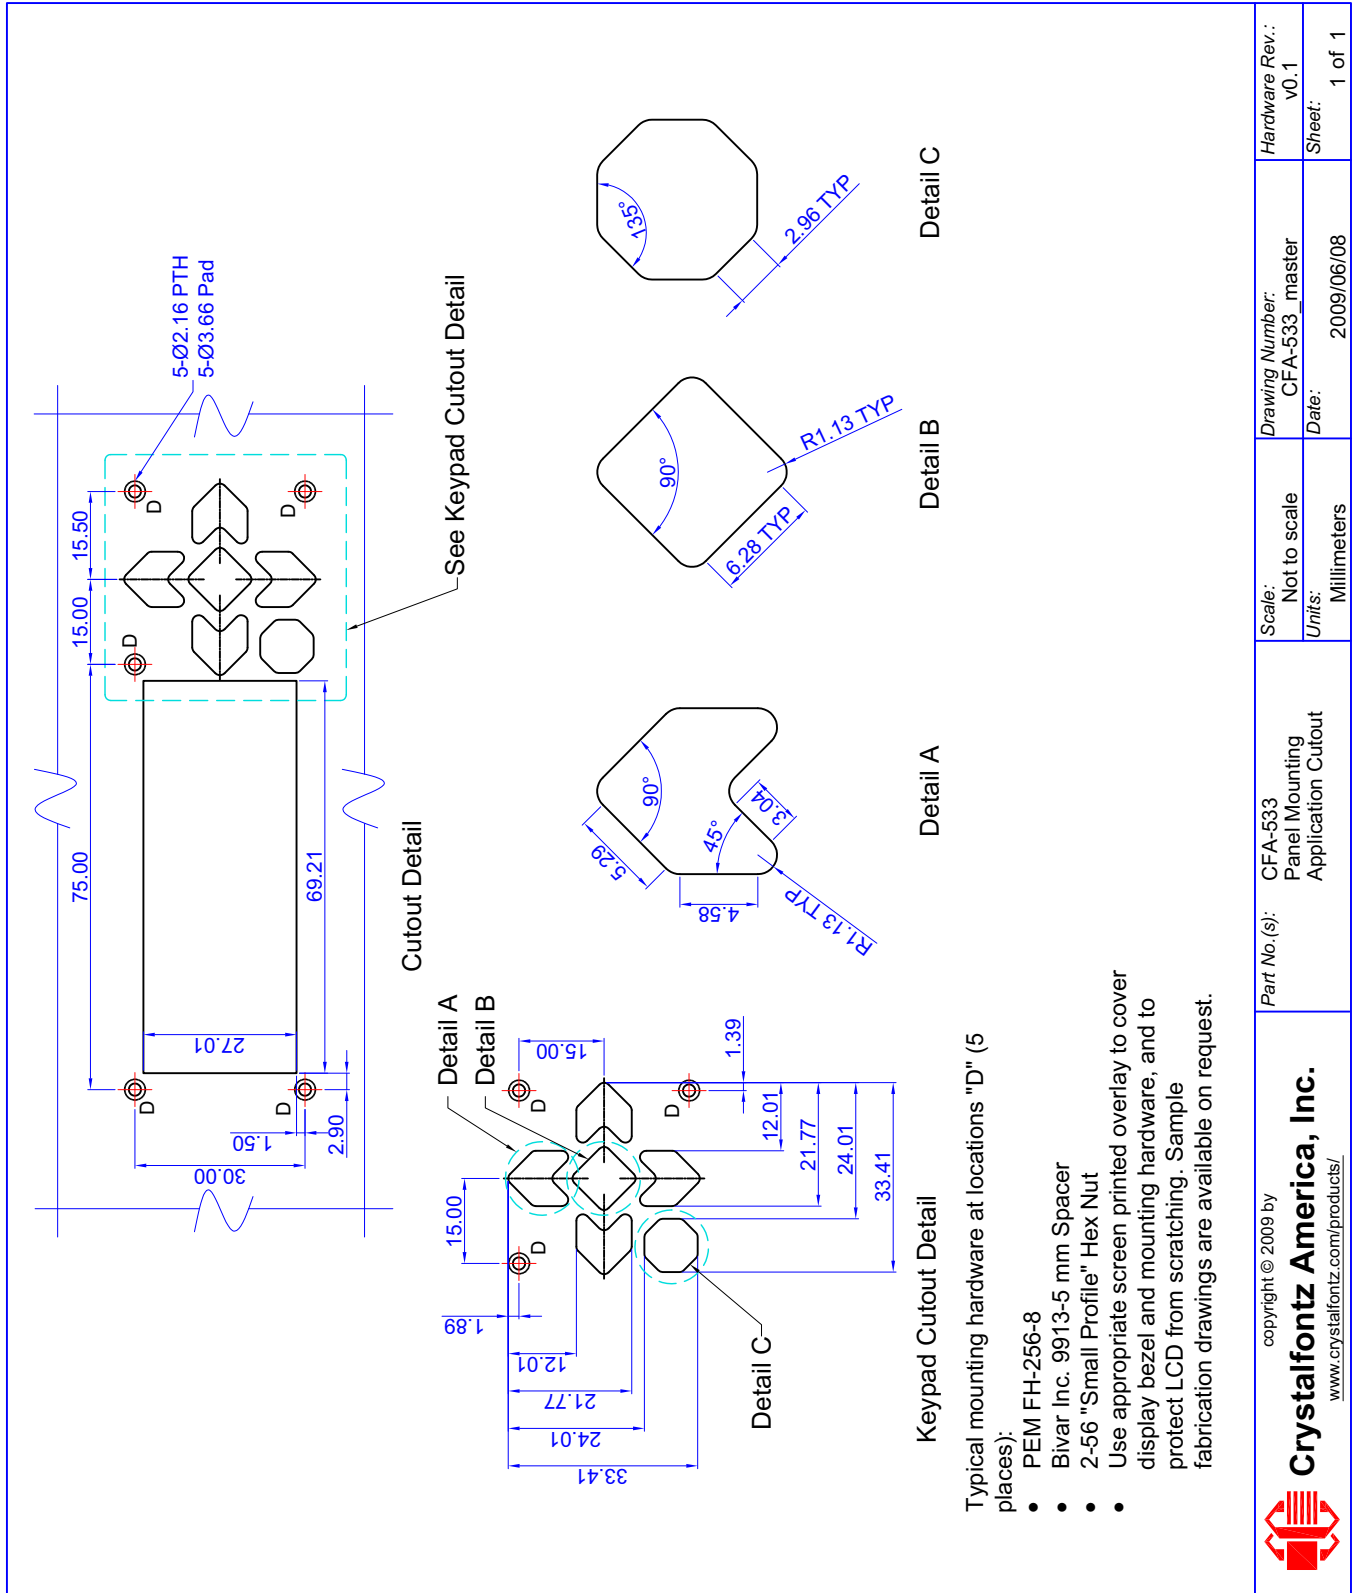 75.00
15.00
15.50
5-Ø2.16 PTH
5-Ø3.66 Pad
D
D
D
D
D
27.01
69.21
30.00
1.50
2.90
Cutout Detail
See Keypad Cutout Detail
Detail A
Detail B
15.00
15.00
1.89
12.01
21.77
24.01
33.41
D
D
D
1.39
12.01
21.77
24.01
33.41
Detail C
Keypad Cutout Detail
5.29
90°
45°
3.04
4.58
R1.13 TYP
Detail A
90°
6.28 TYP
R1.13 TYP
Detail B
135°
2.96 TYP
Detail C
Typical mounting hardware at locations "D" (5
places):
• PEM FH-256-8
• Bivar Inc. 9913-5 mm Spacer
• 2-56 "Small Profile" Hex Nut
• Use appropriate screen printed overlay to cover
display bezel and mounting hardware, and to
protect LCD from scratching. Sample
fabrication drawings are available on request.
copyright © 2009 by
Crystalfontz America, Inc.
www.crystalfontz.com/products/
Part No.(s):
CFA-533
Panel Mounting
Application Cutout
Scale:
Not to scale
Units:
Millimeters
Drawing Number:
CFA-533_master
Date:
2009/06/08
Hardware Rev.:
v0.1
Sheet:
1 of 1